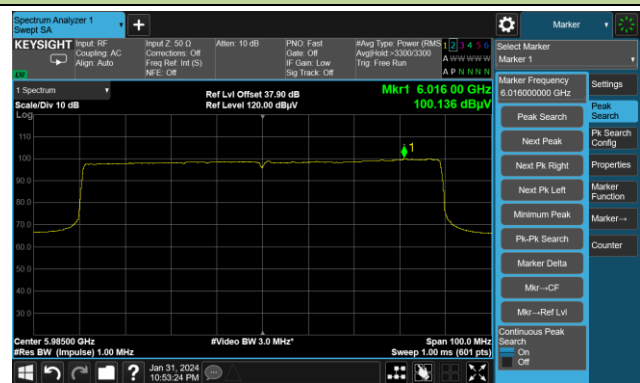 Spectrum Analyzer 1
Swept SA
+
Marker
KEYSIGHT
Input: RF
Coupling: AC
Align: Auto
Input Z: 50 Ω
Corrections: Off
Freq Ref: Int (S)
NFE: Off
Atten: 10 dB
PNO: Fast
Gate: Off
IF Gain: Low
Sig Track: Off
#Avg Type: Power (RMS
Avg|Hold:>3300/3300
Trig: Free Run
1 2 3 4 5 6
A W W W W W
A P N N N N
LW
Select Marker
Marker 1
1 Spectrum
Scale/Div 10 dB
Ref Lvl Offset 37.90 dB
Ref Level 120.00 dBµV
Mkr1 6.016 00 GHz
100.136 dBµV
Log
110
100
90.0
80.0
70.0
60.0
50.0
40.0
30.0
1
Marker Frequency
6.016000000 GHz
Peak Search
Next Peak
Next Pk Right
Next Pk Left
Minimum Peak
Pk-Pk Search
Marker Delta
Mkr→CF
Mkr→Ref Lvl
Continuous Peak
Search
On
Off
Settings
Peak
Search
Pk Search
Config
Properties
Marker
Function
Marker→
Counter
Center 5.98500 GHz
#Res BW (Impulse) 1.00 MHz
#Video BW 3.0 MHz*
Span 100.0 MHz
Sweep 1.00 ms (601 pts)
?
Jan 31, 2024
10:53:24 PM